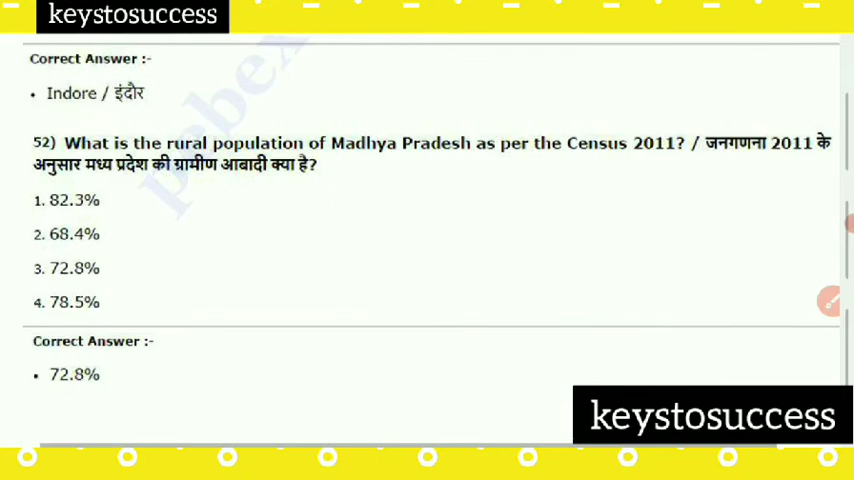 keystosuccess
Correct Answer :-
• Indore / इंदौर
52) What is the rural population of Madhya Pradesh as per the Census 2011? / जनगणना 2011 के
अनुसार मध्य प्रदेश की ग्रामीण आबादी क्या है?
1. 82.3%
2. 68.4%
3. 72.8%
4. 78.5%
Correct Answer :-
• 72.8%
keystosuccess